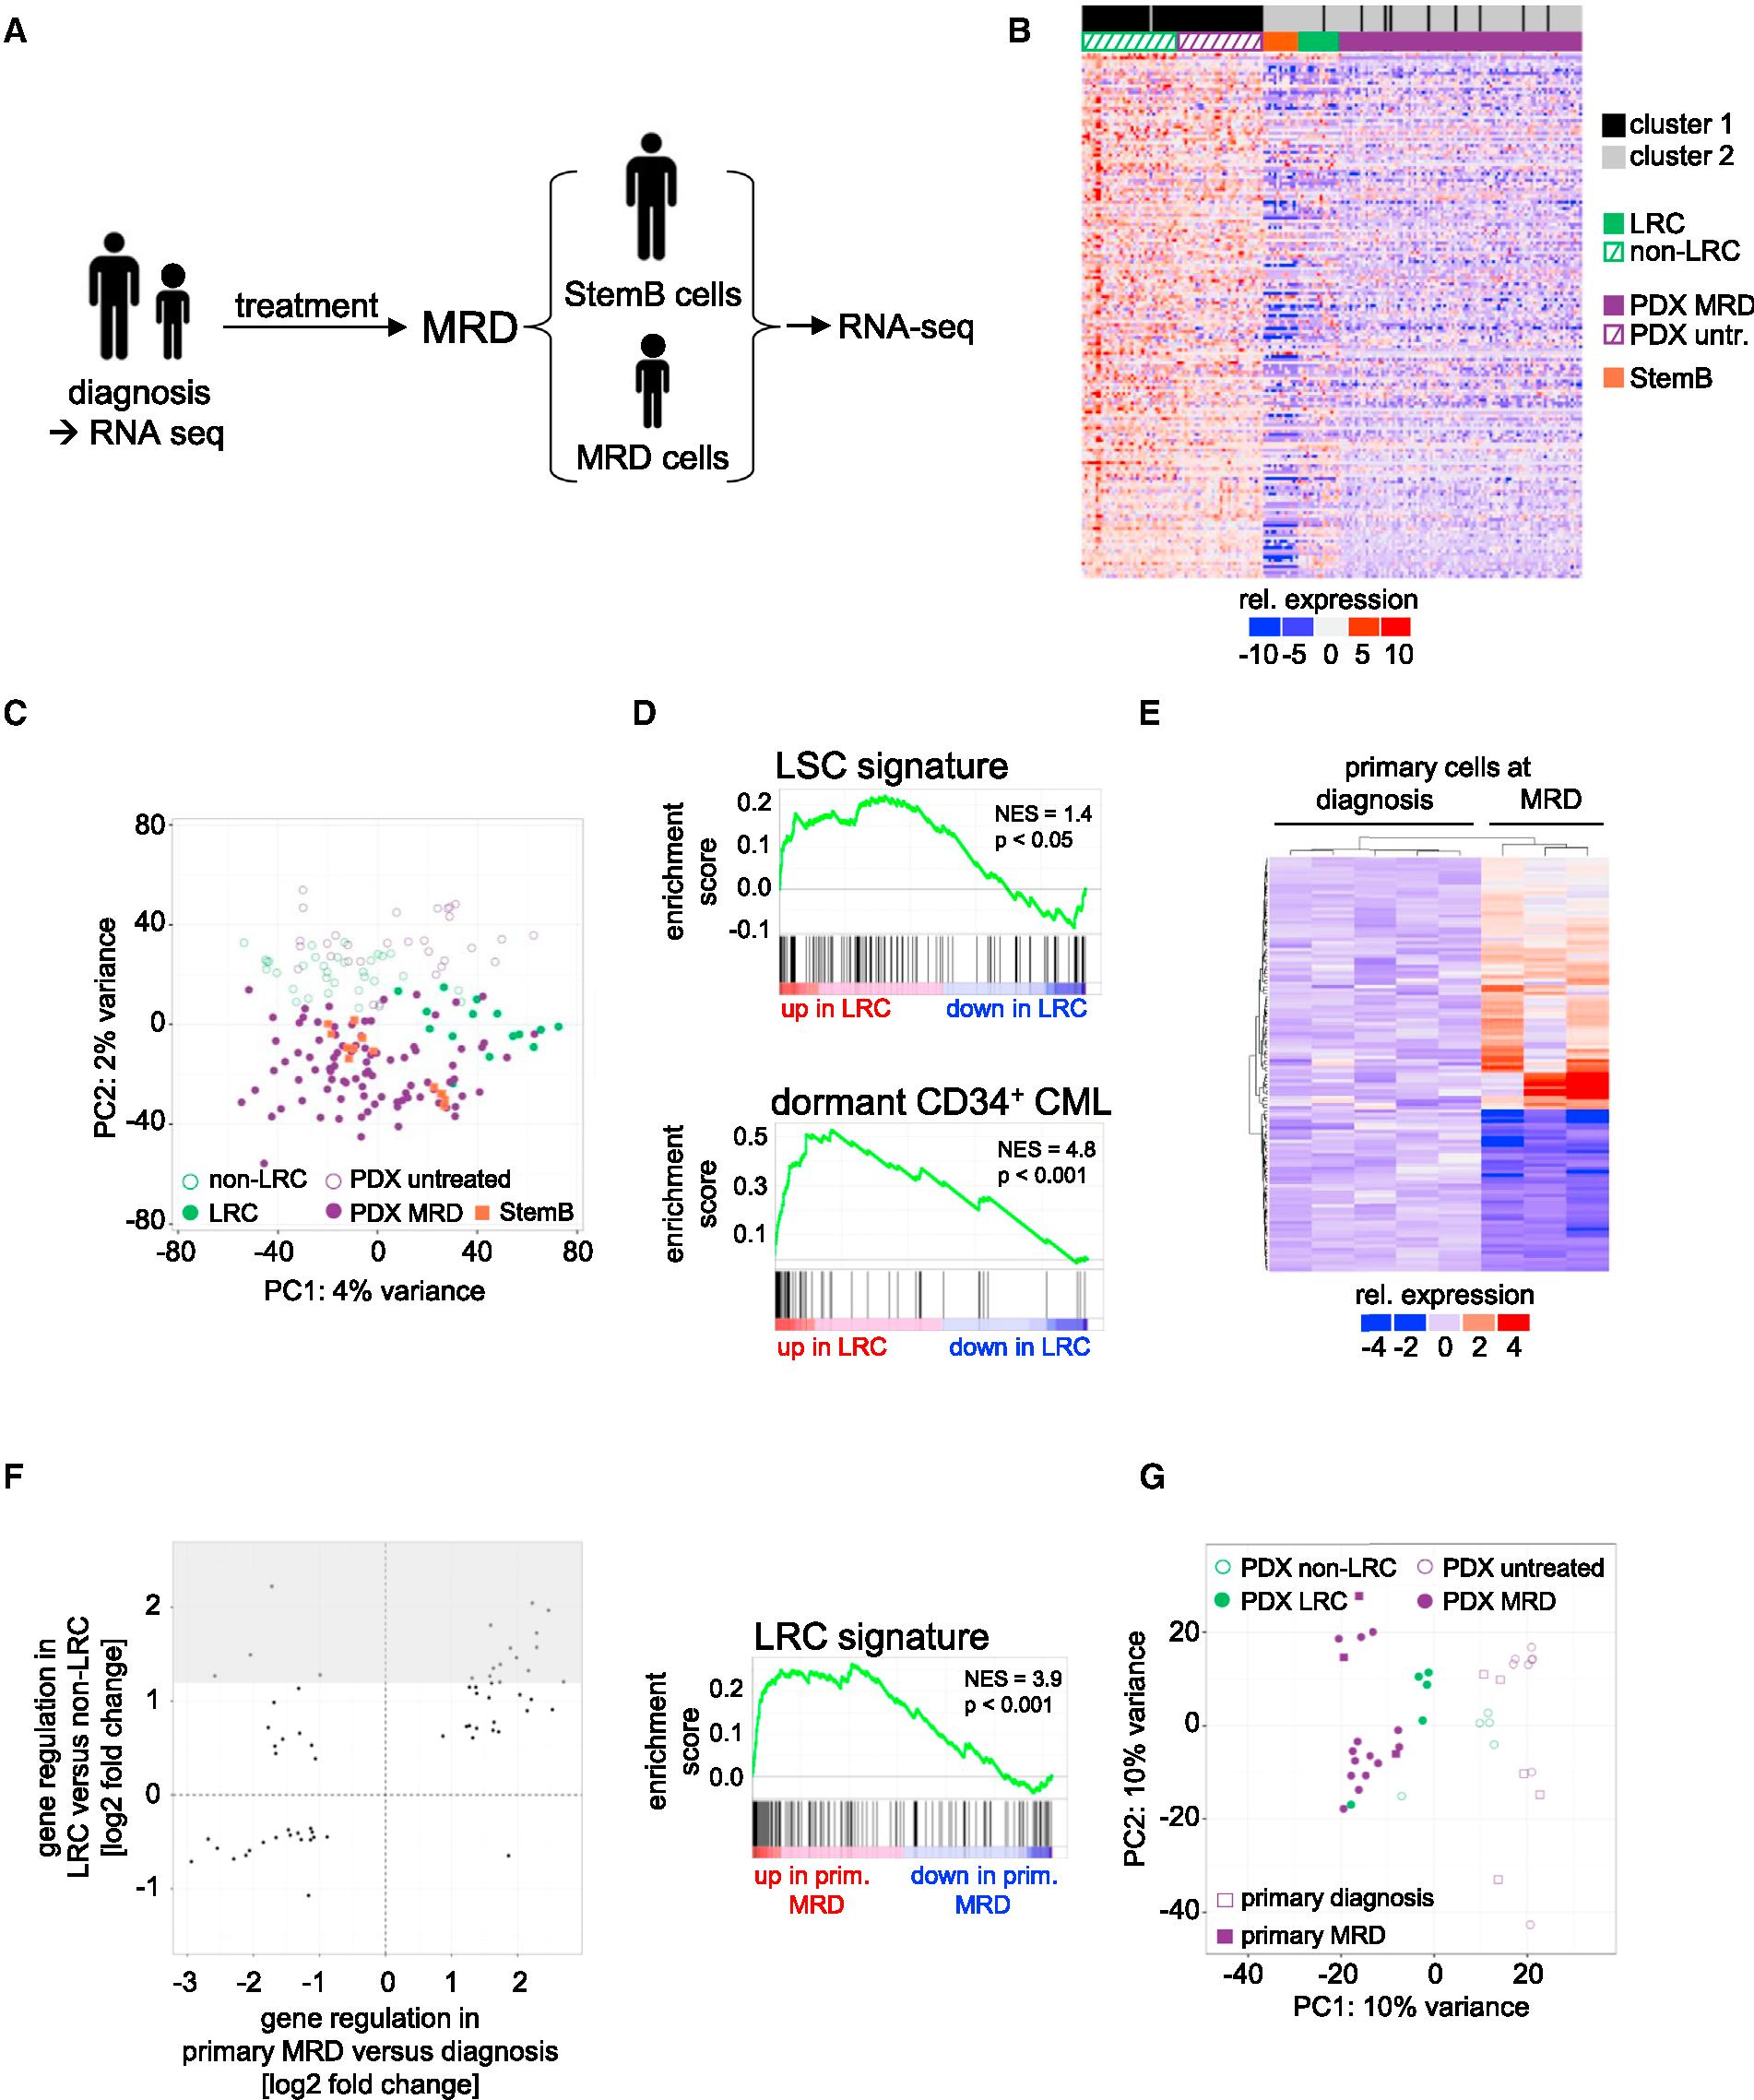 A
diagnosis
→ RNA seq
treatment
MRD
StemB cells
MRD cells
RNA-seq
B
cluster 1
cluster 2
LRC
non-LRC
PDX MRD
PDX untr.
StemB
rel. expression
-10 -5 0 5 10
C
PC2: 2% variance
80
40
0
-40
-80
non-LRC
PDX untreated
LRC
PDX MRD
StemB
-80 -40 0 40 80
PC1: 4% variance
D
LSC signature
enrichment
score
0.2
0.1
0.0
-0.1
NES = 1.4
p < 0.05
up in LRC
down in LRC
dormant CD34⁺ CML
enrichment
score
0.5
0.3
0.1
NES = 4.8
p < 0.001
up in LRC
down in LRC
E
primary cells at
diagnosis
MRD
rel. expression
-4 -2 0 2 4
F
gene regulation in
LRC versus non-LRC
[log2 fold change]
2
1
0
-1
-3 -2 -1 0 1 2
gene regulation in
primary MRD versus diagnosis
[log2 fold change]
LRC signature
enrichment
score
0.2
0.1
0.0
NES = 3.9
p < 0.001
up in prim.
MRD
down in prim.
MRD
G
PDX non-LRC
PDX untreated
PDX LRC
PDX MRD
PC2: 10% variance
20
0
-20
-40
primary diagnosis
primary MRD
-40 -20 0 20
PC1: 10% variance